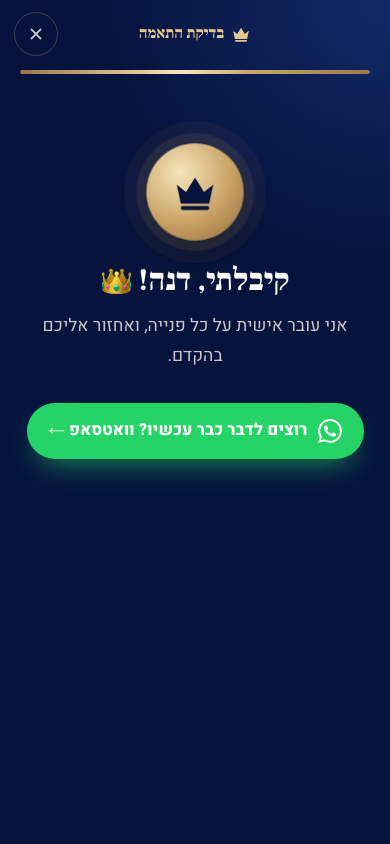 בדיקת התאמה
קיבלתי, דנה! 👑
אני עובר אישית על כל פנייה, ואחזור אליכם
בהקדם.
רוצים לדבר כבר עכשיו? וואטסאפ ←